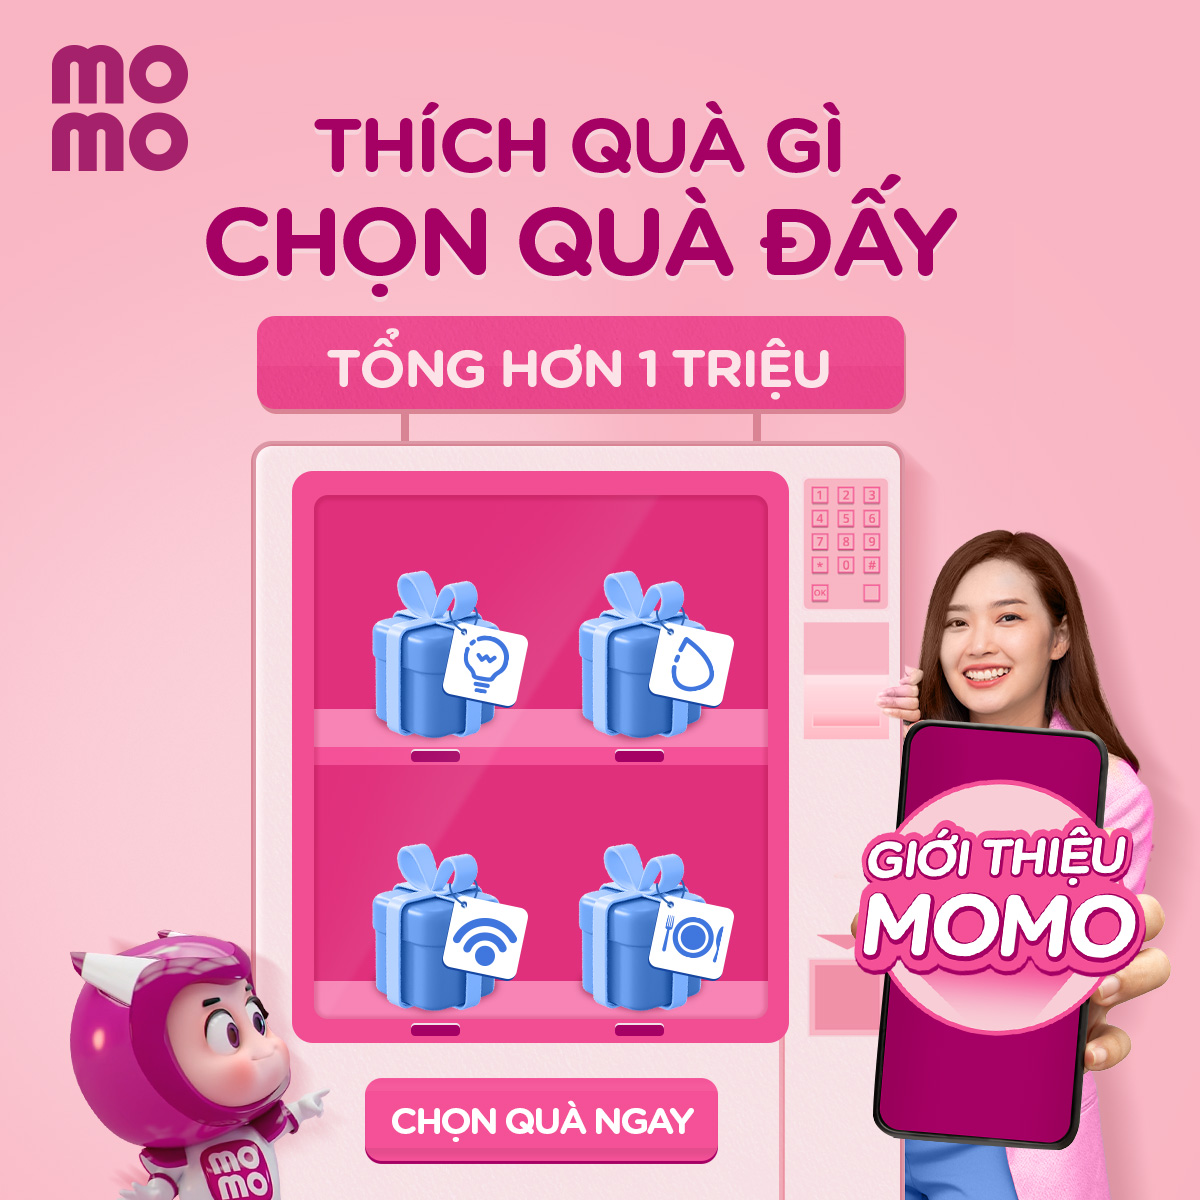 mo
mo
THÍCH QUÀ GÌ
CHỌN QUÀ ĐẤY
TỔNG HƠN 1 TRIỆU
1 2 3
4 5 6
7 8 9
* 0 #
OK
GIỚI THIỆU
MOMO
CHỌN QUÀ NGAY
mo
mo